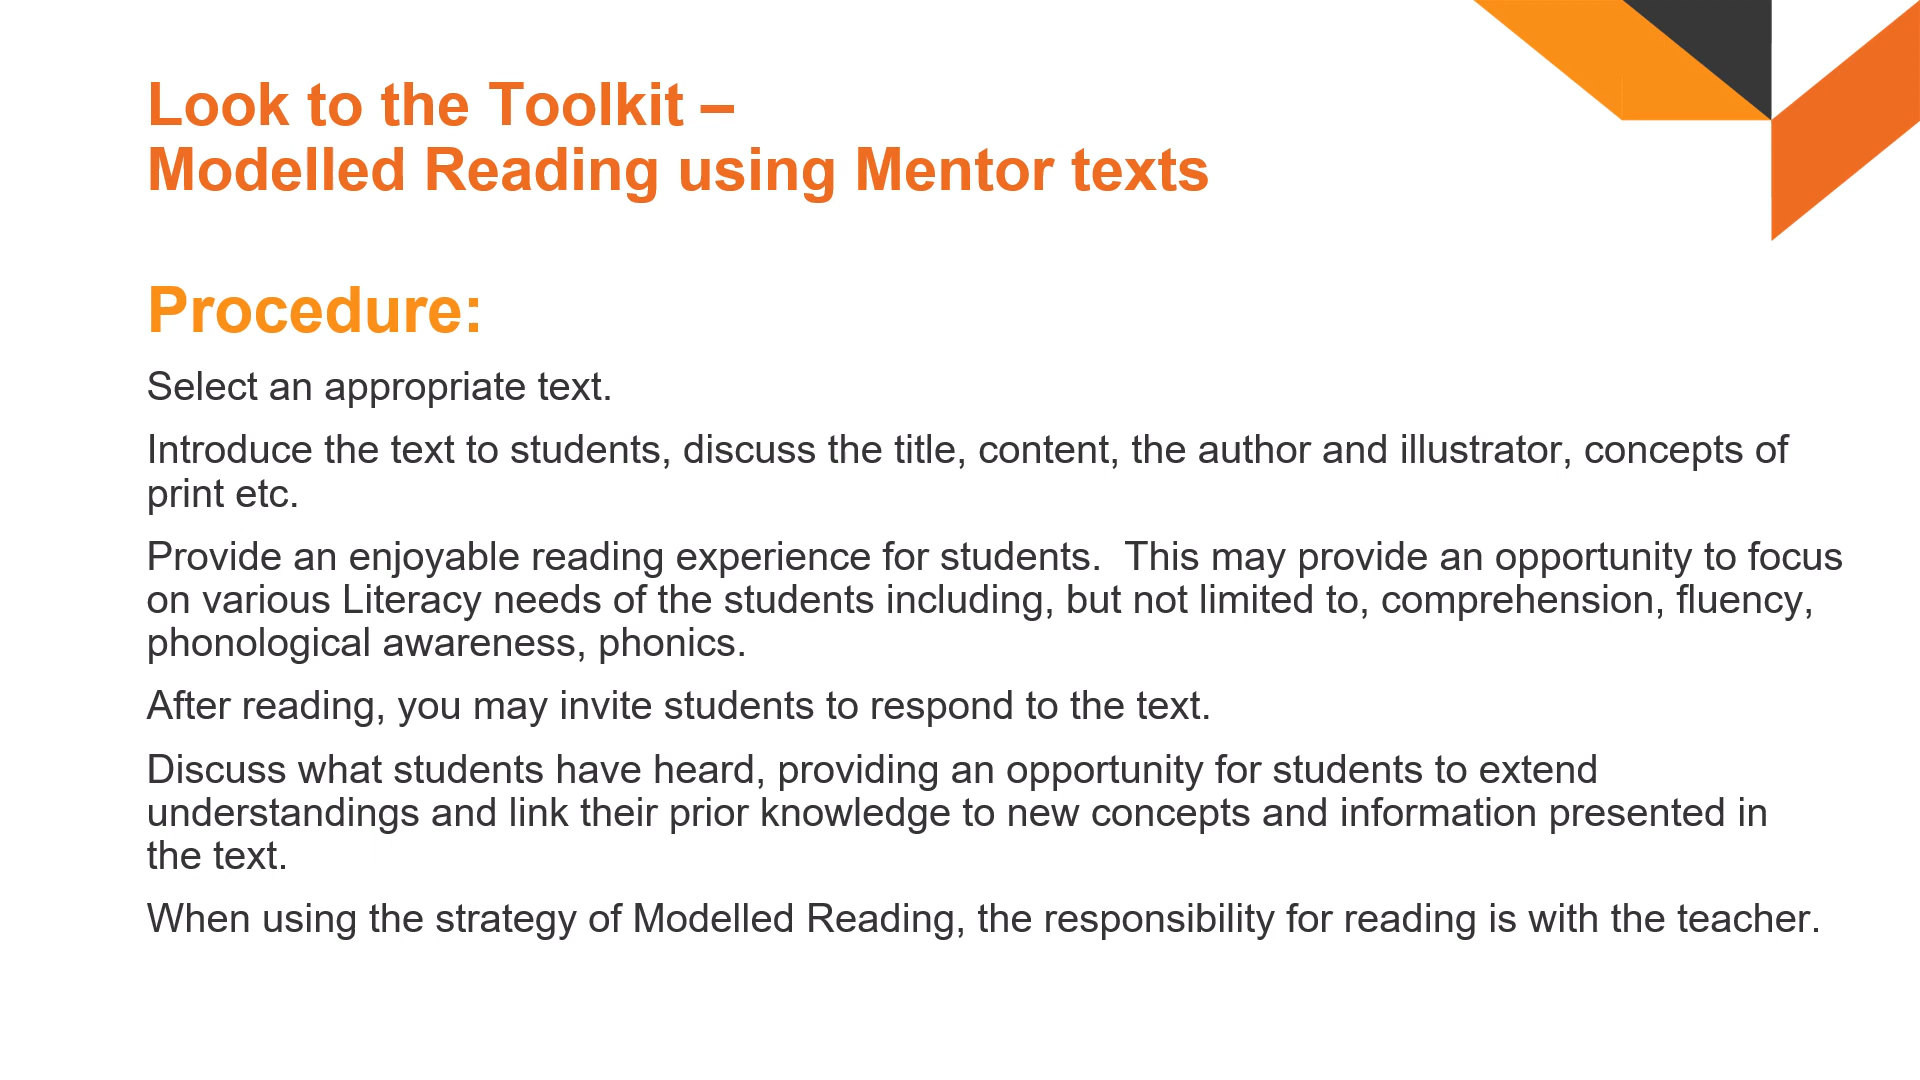 Look to the Toolkit –
Modelled Reading using Mentor texts
Procedure:
Select an appropriate text.
Introduce the text to students, discuss the title, content, the author and illustrator, concepts of
print etc.
Provide an enjoyable reading experience for students.  This may provide an opportunity to focus
on various Literacy needs of the students including, but not limited to, comprehension, fluency,
phonological awareness, phonics.
After reading, you may invite students to respond to the text.
Discuss what students have heard, providing an opportunity for students to extend
understandings and link their prior knowledge to new concepts and information presented in
the text.
When using the strategy of Modelled Reading, the responsibility for reading is with the teacher.